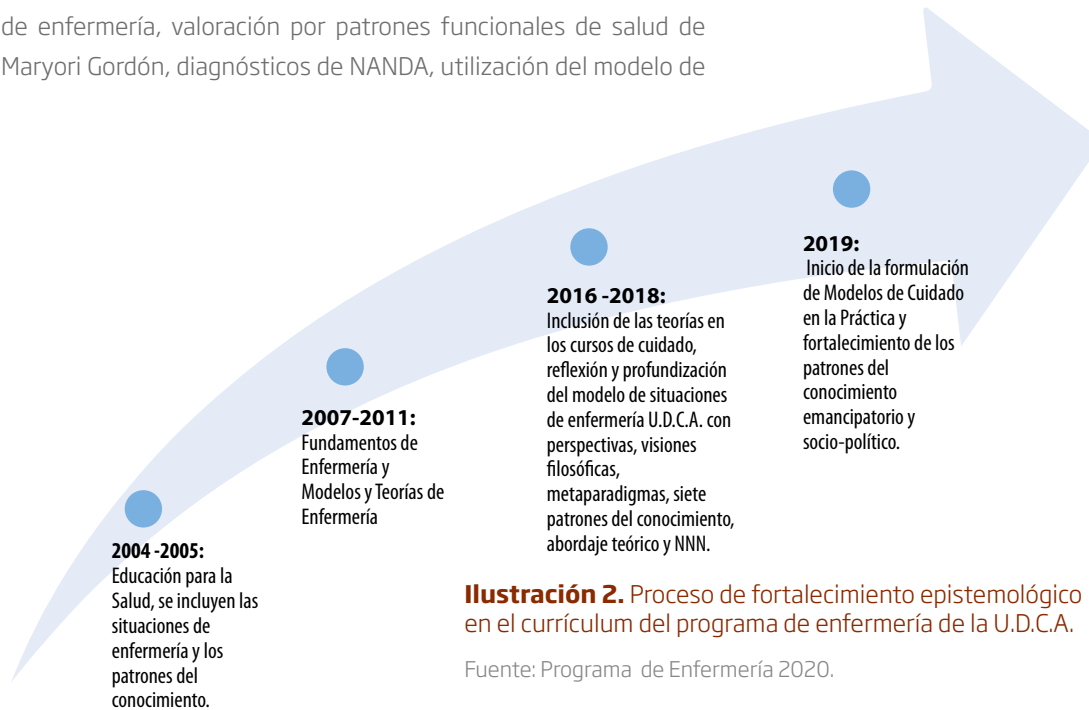 de enfermería, valoración por patrones funcionales de salud de
Maryori Gordón, diagnósticos de NANDA, utilización del modelo de
2004 -2005:
Educación para la
Salud, se incluyen las
situaciones de
enfermería y los
patrones del
conocimiento.
2007-2011:
Fundamentos de
Enfermería y
Modelos y Teorías de
Enfermería
2016 -2018:
Inclusión de las teorías en
los cursos de cuidado,
reflexión y profundización
del modelo de situaciones
de enfermería U.D.C.A. con
perspectivas, visiones
filosóficas,
metaparadigmas, siete
patrones del conocimiento,
abordaje teórico y NNN.
2019:
Inicio de la formulación
de Modelos de Cuidado
en la Práctica y
fortalecimiento de los
patrones del
conocimiento
emancipatorio y
socio-político.
Ilustración 2. Proceso de fortalecimiento epistemológico
en el currículum del programa de enfermería de la U.D.C.A.
Fuente: Programa de Enfermería 2020.